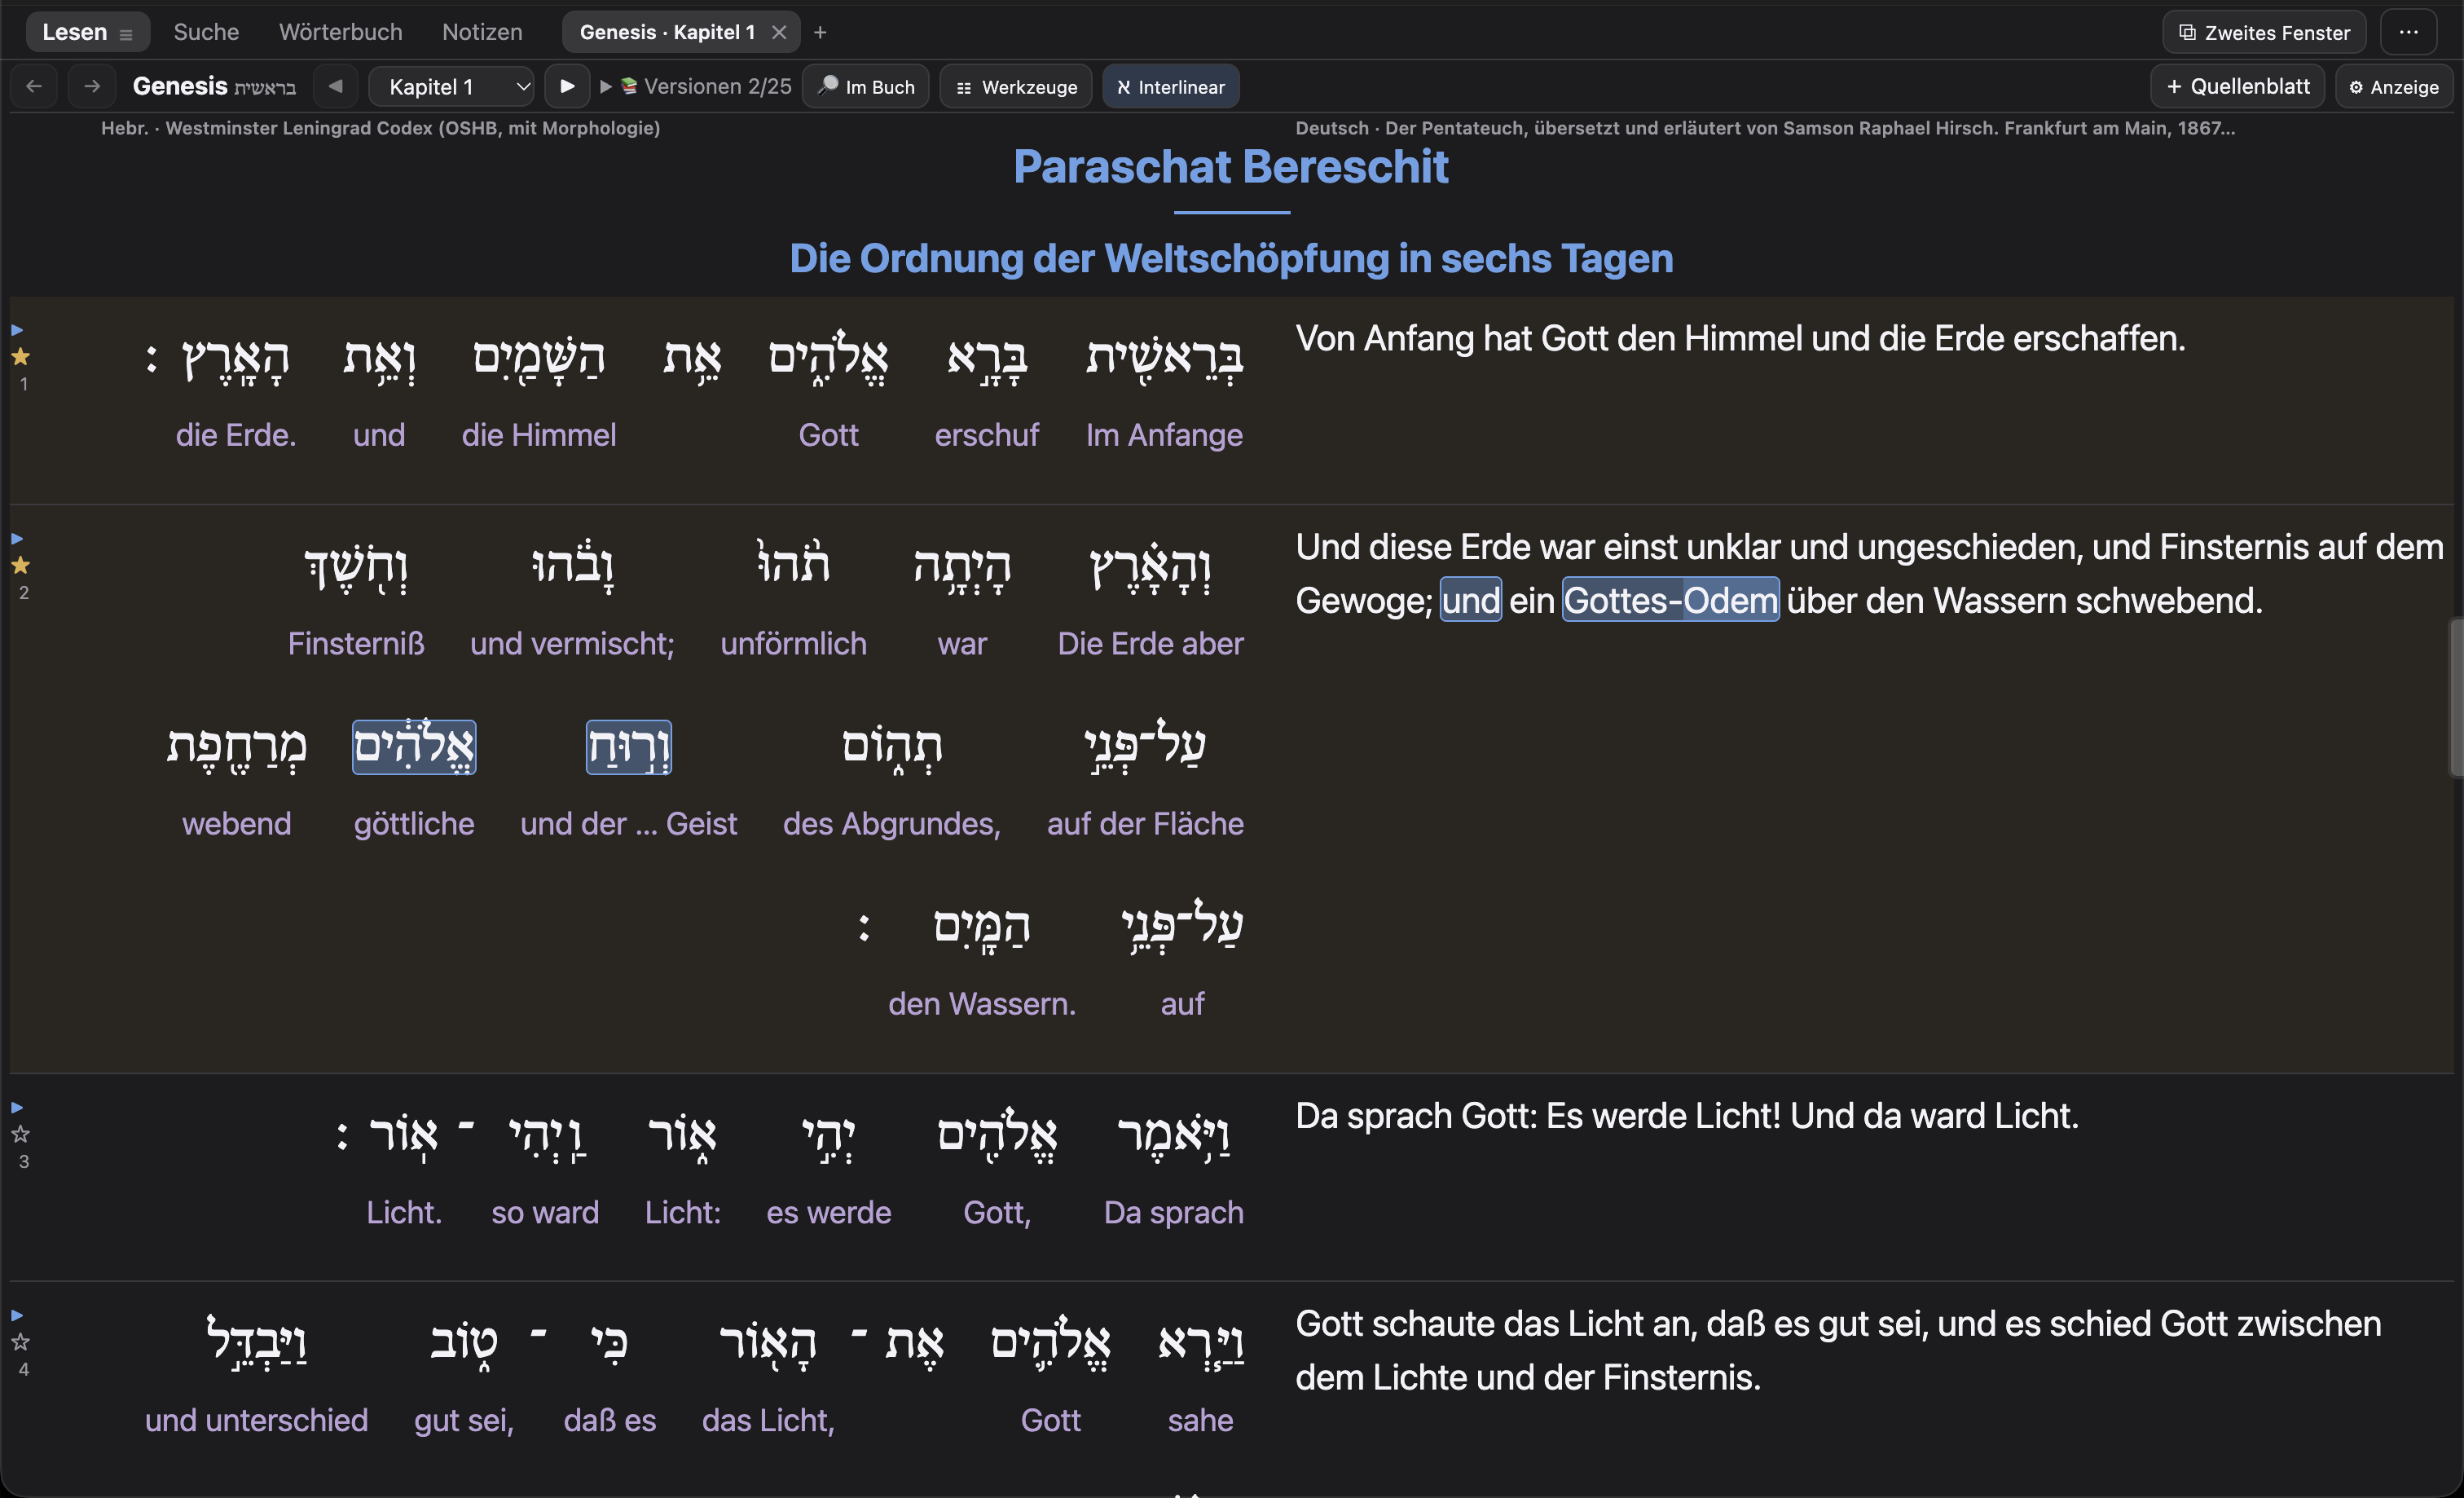 Lesen Suche Wörterbuch Notizen Genesis · Kapitel 1 × + Zweites Fenster ...
← → Genesis בראשית ◀ Kapitel 1 ▶ ▶ Versionen 2/25 Im Buch Werkzeuge א Interlinear + Quellenblatt Anzeige
Hebr. · Westminster Leningrad Codex (OSHB, mit Morphologie)
Deutsch · Der Pentateuch, übersetzt und erläutert von Samson Raphael Hirsch. Frankfurt am Main, 1867...
Paraschat Bereschit
Die Ordnung der Weltschöpfung in sechs Tagen
1
בְּרֵאשִׁ֖ית בָּרָ֣א אֱלֹהִ֑ים אֵ֥ת הַשָּׁמַ֖יִם וְאֵ֥ת הָאָֽרֶץ ׃
die Erde. und die Himmel Gott erschuf Im Anfange
Von Anfang hat Gott den Himmel und die Erde erschaffen.
2
וְהָאָ֗רֶץ הָיְתָ֥ה תֹ֙הוּ֙ וָבֹ֔הוּ וְחֹ֖שֶׁךְ
Finsterniß und vermischt; unförmlich war Die Erde aber
עַל־פְּנֵ֣י תְה֑וֹם וְר֣וּחַ אֱלֹהִ֔ים מְרַחֶ֖פֶת
webend göttliche und der ... Geist des Abgrundes, auf der Fläche
עַל־פְּנֵ֥י הַמָּֽיִם ׃
den Wassern. auf
Und diese Erde war einst unklar und ungeschieden, und Finsternis auf dem
Gewoge; und ein Gottes-Odem über den Wassern schwebend.
3
וַיֹּ֥אמֶר אֱלֹהִ֖ים יְהִ֣י א֑וֹר וַֽיְהִי ־ אֽוֹר ׃
Licht. so ward Licht: es werde Gott, Da sprach
Da sprach Gott: Es werde Licht! Und da ward Licht.
4
וַיַּ֧רְא אֱלֹהִ֛ים אֶת ־ הָא֖וֹר כִּי ־ ט֑וֹב וַיַּבְדֵּ֣ל
und unterschied gut sei, daß es das Licht, Gott sahe
Gott schaute das Licht an, daß es gut sei, und es schied Gott zwischen
dem Lichte und der Finsternis.